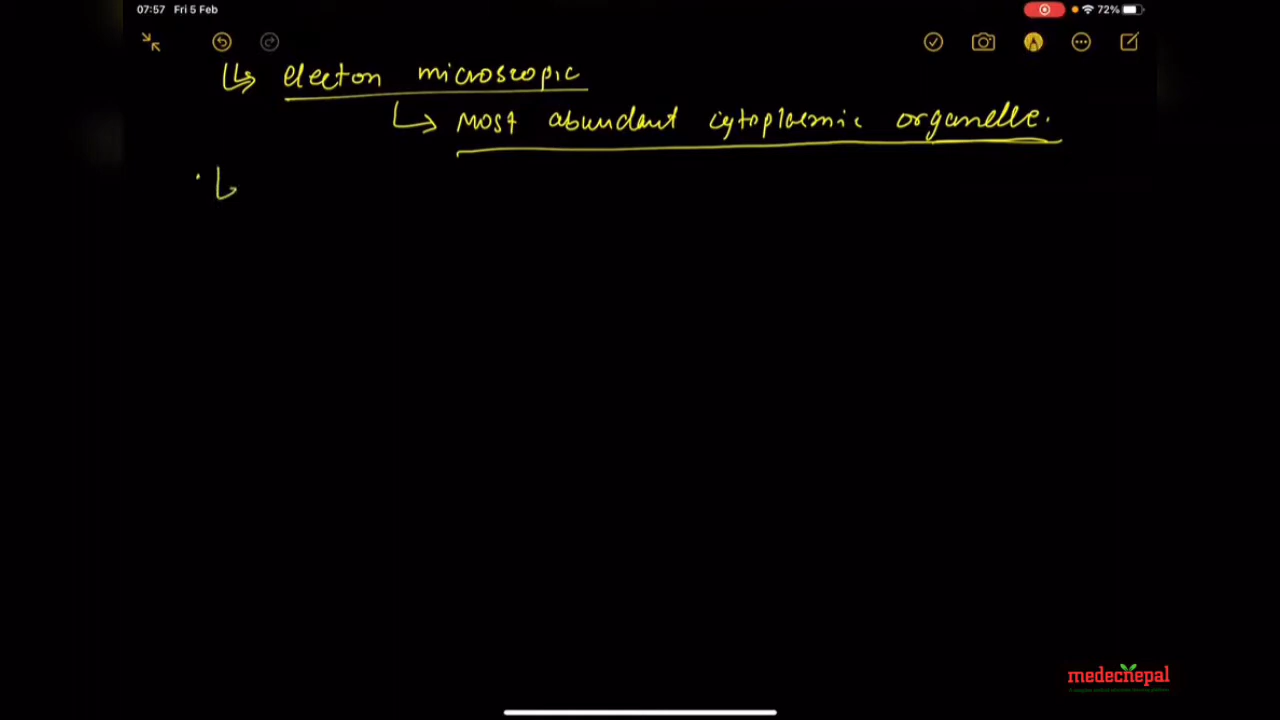 07:57 Fri 5 Feb
72%
electon microscopic
Most abundant cytoplasmic organelle.
medecnepal